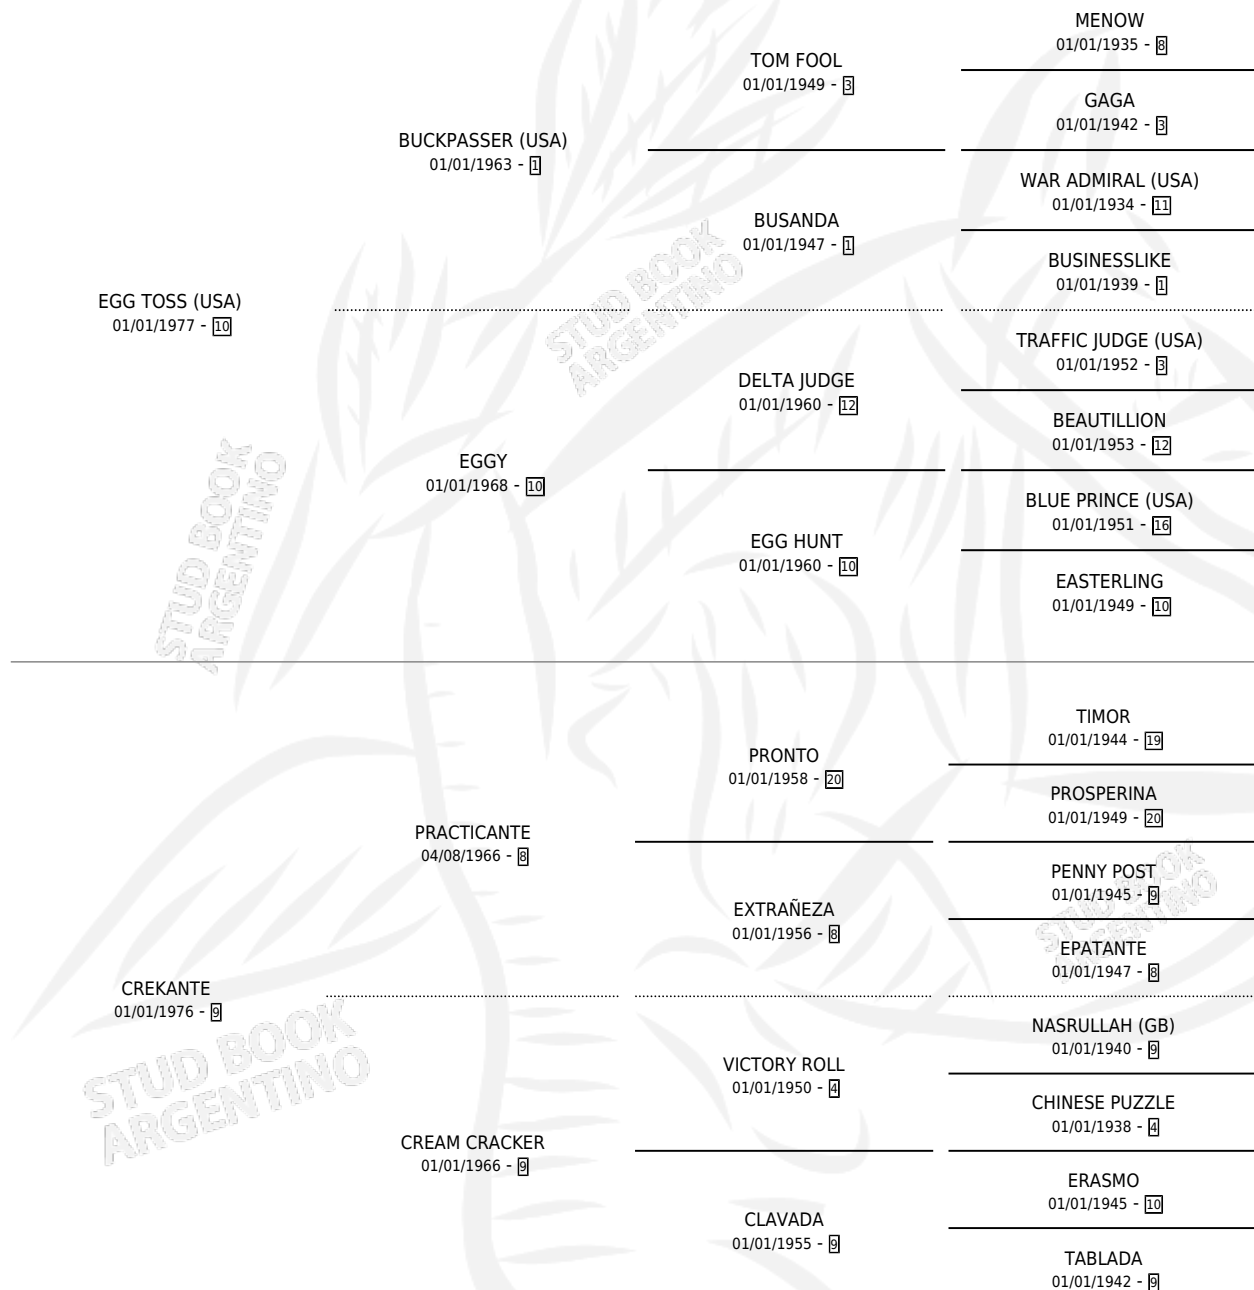 EGG TOSS (USA)
01/01/1977 - 10
BUCKPASSER (USA)
01/01/1963 - 1
TOM FOOL
01/01/1949 - 3
MENOW
01/01/1935 - 8
GAGA
01/01/1942 - 3
BUSANDA
01/01/1947 - 1
WAR ADMIRAL (USA)
01/01/1934 - 11
BUSINESSLIKE
01/01/1939 - 1
EGGY
01/01/1968 - 10
DELTA JUDGE
01/01/1960 - 12
TRAFFIC JUDGE (USA)
01/01/1952 - 3
BEAUTILLION
01/01/1953 - 12
EGG HUNT
01/01/1960 - 10
BLUE PRINCE (USA)
01/01/1951 - 16
EASTERLING
01/01/1949 - 10
CREKANTE
01/01/1976 - 9
PRACTICANTE
04/08/1966 - 8
PRONTO
01/01/1958 - 20
TIMOR
01/01/1944 - 19
PROSPERINA
01/01/1949 - 20
EXTRAÑEZA
01/01/1956 - 8
PENNY POST
01/01/1945 - 9
EPATANTE
01/01/1947 - 8
CREAM CRACKER
01/01/1966 - 9
VICTORY ROLL
01/01/1950 - 4
NASRULLAH (GB)
01/01/1940 - 9
CHINESE PUZZLE
01/01/1938 - 4
CLAVADA
01/01/1955 - 9
ERASMO
01/01/1945 - 10
TABLADA
01/01/1942 - 9
STUD BOOK
ARGENTINO
STUD BOOK
ARGENTINO
STUD BOOK
ARGENTINO
STUD BOOK
ARGENTINO